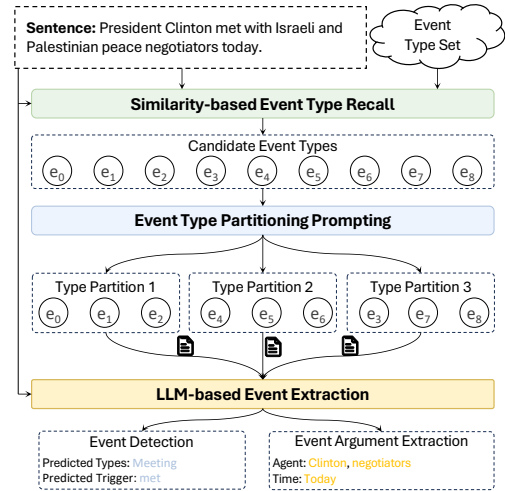 Sentence: President Clinton met with Israeli and
Palestinian peace negotiators today.
Event
Type Set
Similarity-based Event Type Recall
Candidate Event Types
e0 e1 e2 e3 e4 e5 e6 e7 e8
Event Type Partitioning Prompting
Type Partition 1
e0 e1 e2
Type Partition 2
e4 e5 e6
Type Partition 3
e3 e7 e8
LLM-based Event Extraction
Event Detection
Predicted Types: Meeting
Predicted Trigger: met
Event Argument Extraction
Agent: Clinton, negotiators
Time: Today